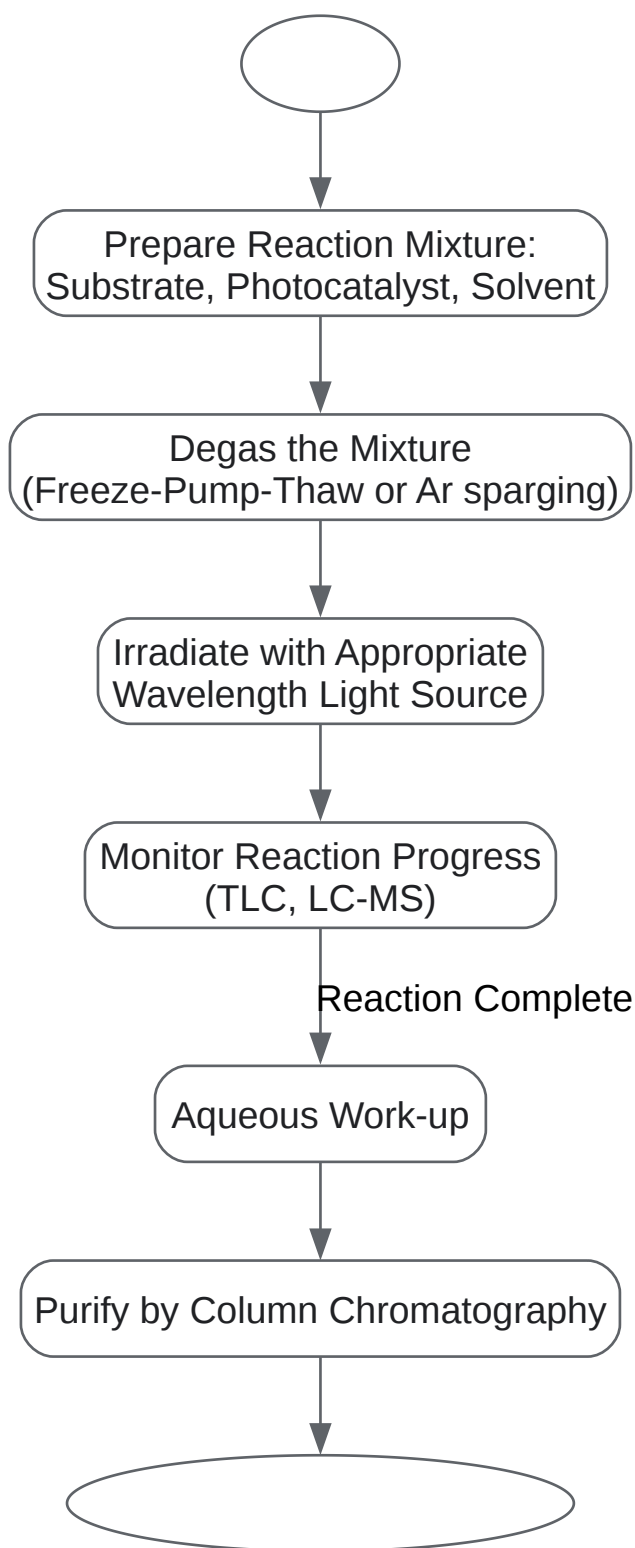 Prepare Reaction Mixture:
Substrate, Photocatalyst, Solvent
Degas the Mixture
(Freeze-Pump-Thaw or Ar sparging)
Irradiate with Appropriate
Wavelength Light Source
Monitor Reaction Progress
(TLC, LC-MS)
Reaction Complete
Aqueous Work-up
Purify by Column Chromatography